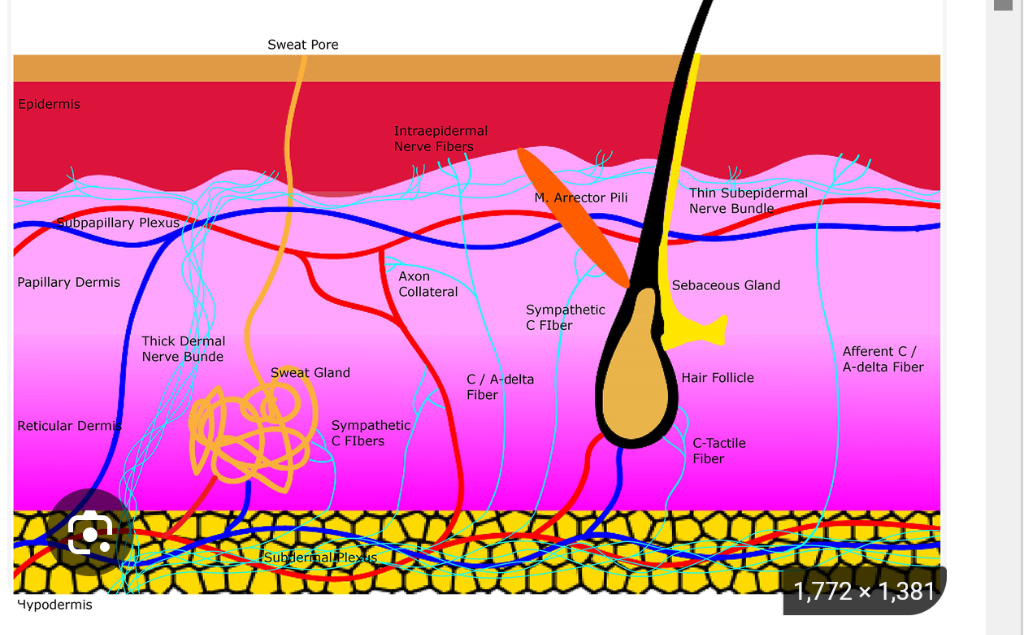 Sweat Pore
Epidermis
Intraepidermal
Nerve Fibers
M. Arrector Pili
Thin Subepidermal
Nerve Bundle
Subpapillary Plexus
Papillary Dermis
Axon
Collateral
Sebaceous Gland
Sympathetic
C FIber
Thick Dermal
Nerve Bunde
Afferent C /
A-delta Fiber
Sweat Gland
C / A-delta
Fiber
Hair Follicle
Reticular Dermis
Sympathetic
C FIbers
C-Tactile
Fiber
Subdermal Plexus
1,772 × 1,381
Hypodermis